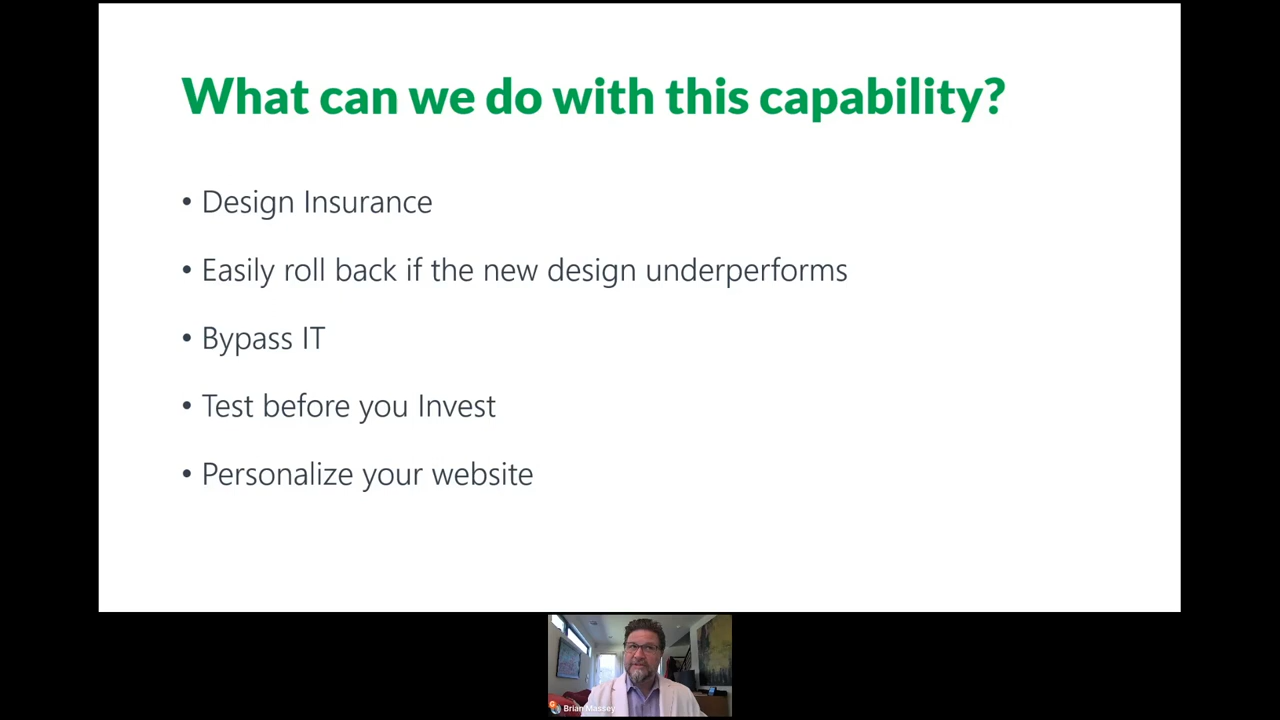 What can we do with this capability?
• Design Insurance
• Easily roll back if the new design underperforms
• Bypass IT
• Test before you Invest
• Personalize your website
Brian Massey